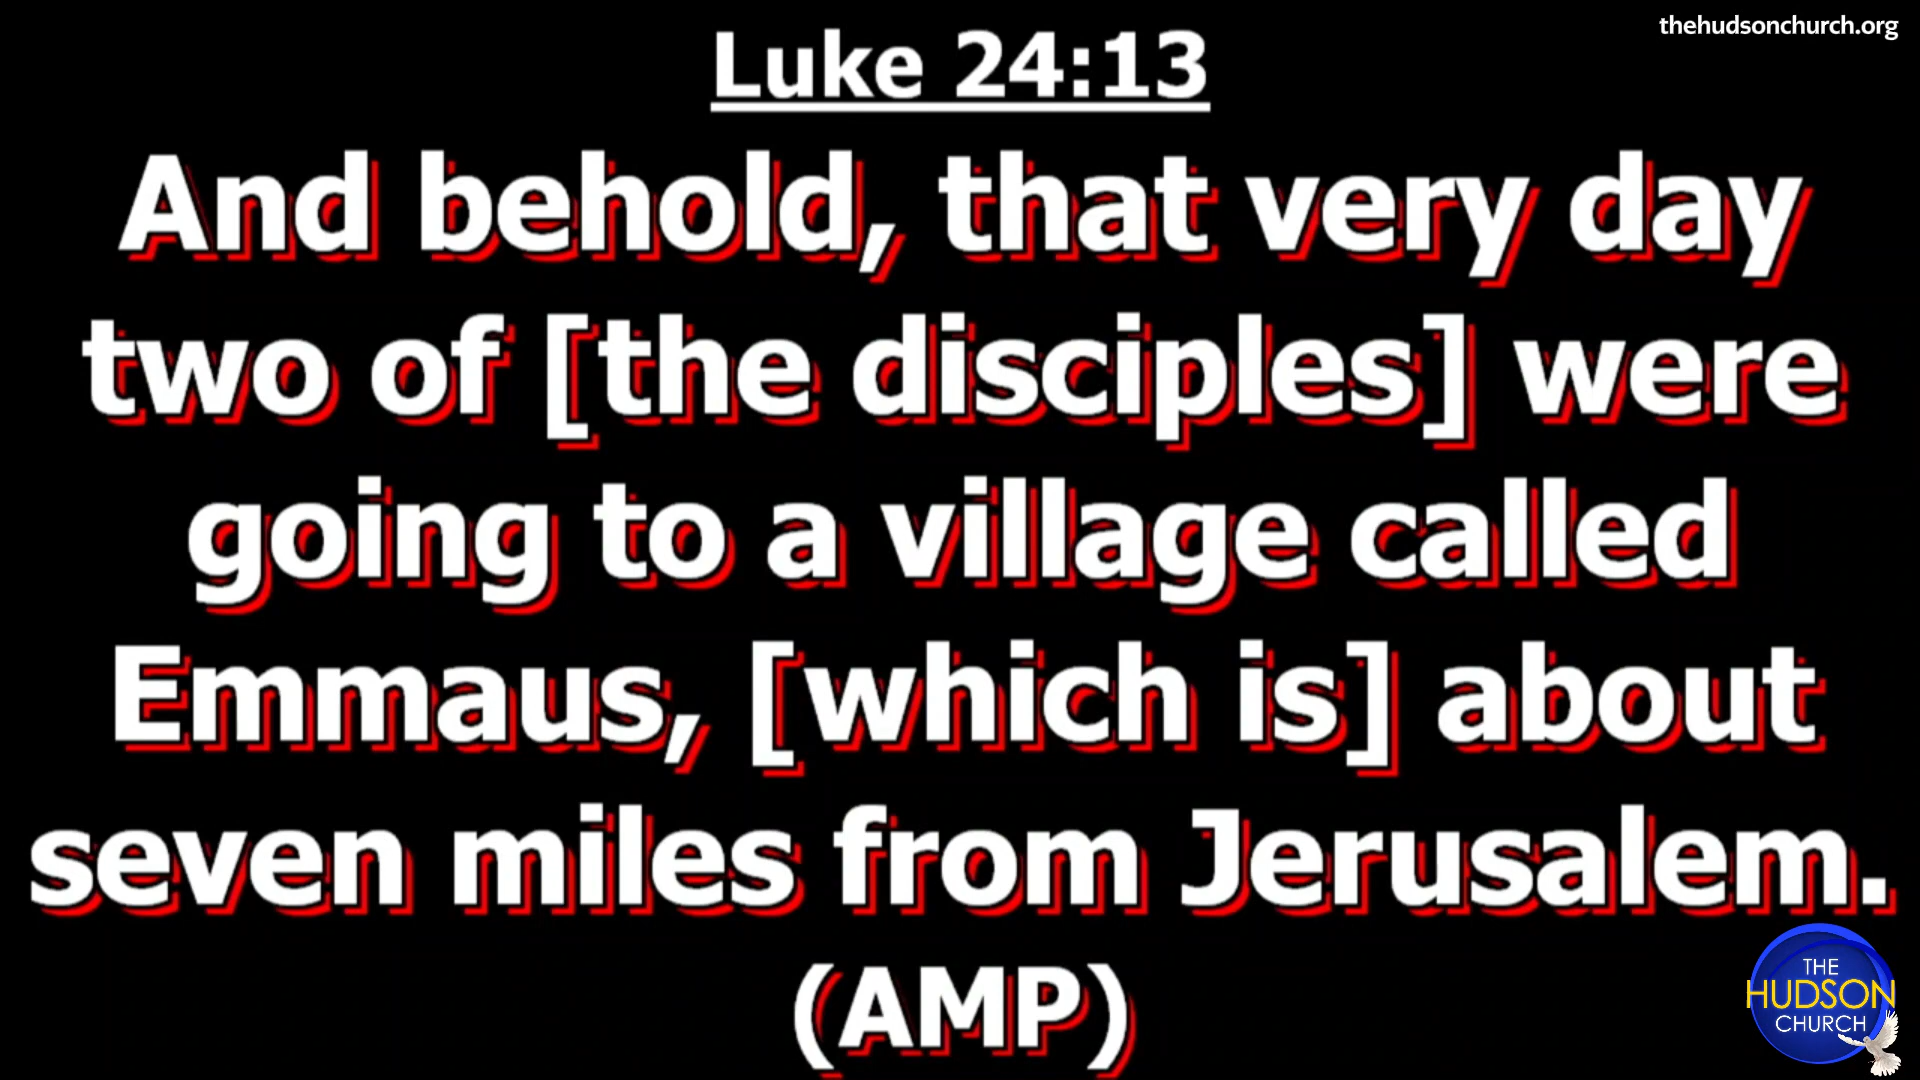 thehudsonchurch.org
Luke 24:13
And behold, that very day
two of [the disciples] were
going to a village called
Emmaus, [which is] about
seven miles from Jerusalem.
(AMP)
THE
HUDSON
CHURCH